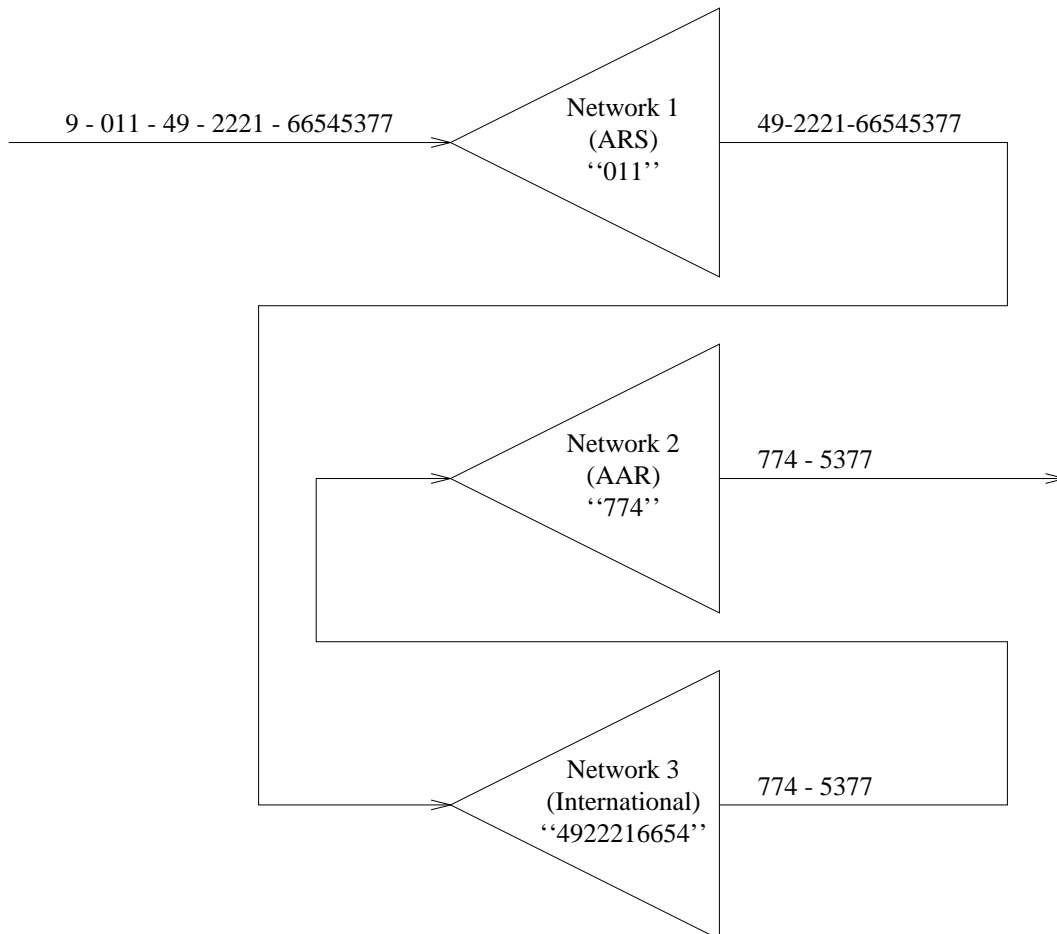 9 - 011 - 49 - 2221 - 66545377
Network 1
(ARS)
‘‘011’’
49-2221-66545377
Network 2
(AAR)
‘‘774’’
774 - 5377
Network 3
(International)
‘‘4922216654’’
774 - 5377